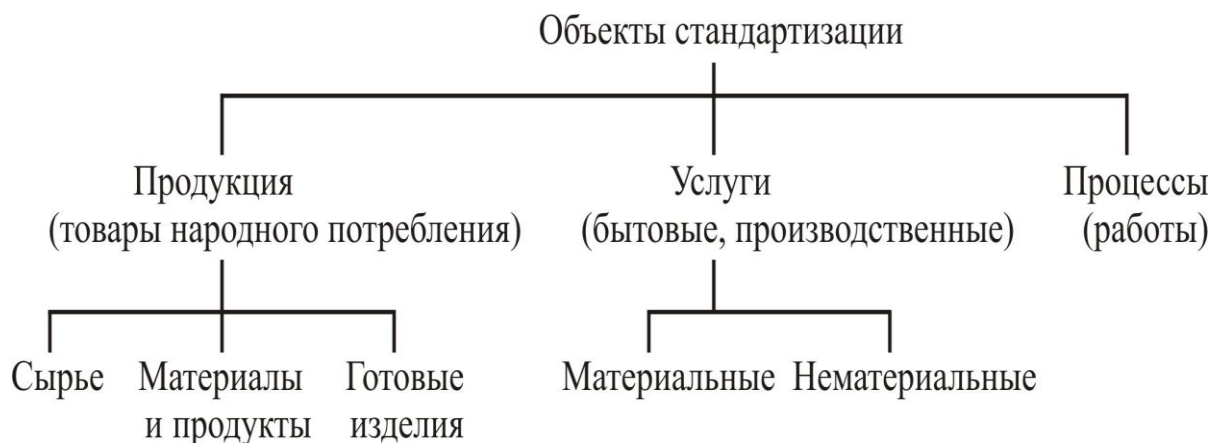 Объекты стандартизации
Продукция
(товары народного потребления)
Услуги
(бытовые, производственные)
Процессы
(работы)
Сырье
Материалы
и продукты
Готовые
изделия
Материальные
Нематериальные